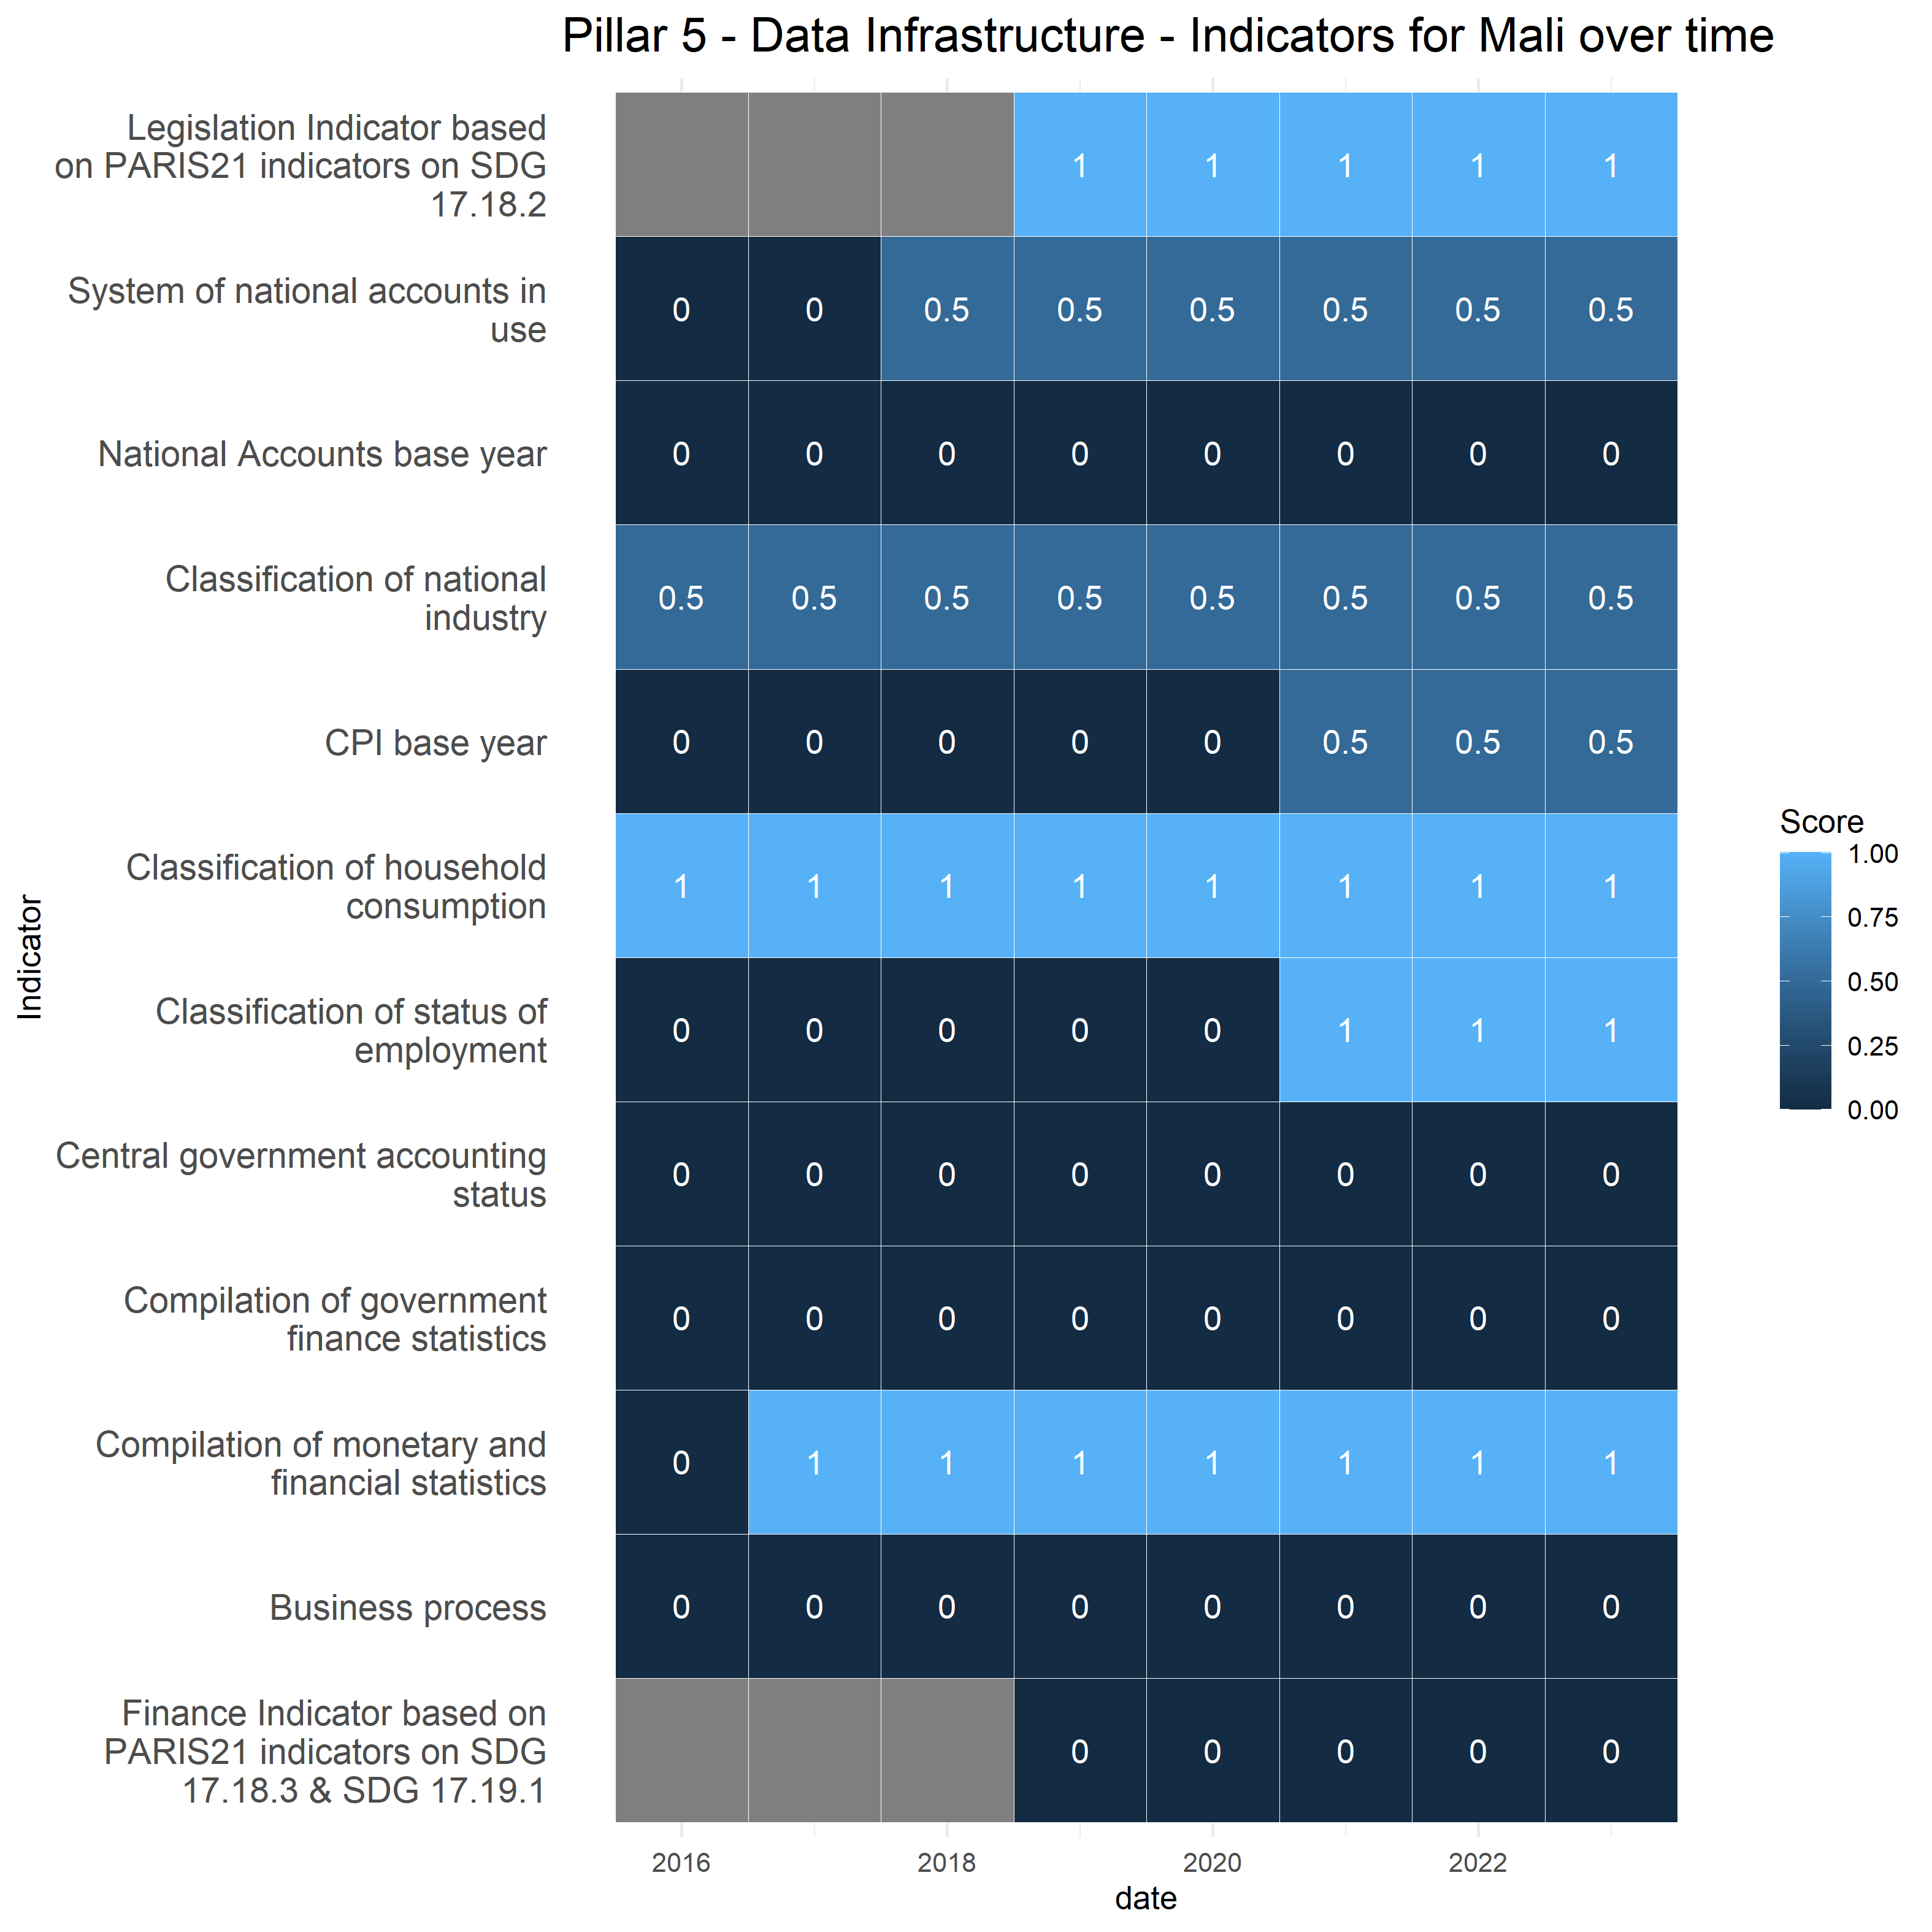 Pillar 5 - Data Infrastructure - Indicators for Mali over time
Legislation Indicator based
on PARIS21 indicators on SDG
17.18.2
1 1 1 1 1
System of national accounts in
use
0 0 0.5 0.5 0.5 0.5 0.5 0.5
National Accounts base year
0 0 0 0 0 0 0 0
Classification of national
industry
0.5 0.5 0.5 0.5 0.5 0.5 0.5 0.5
CPI base year
0 0 0 0 0 0.5 0.5 0.5
Classification of household
consumption
1 1 1 1 1 1 1 1
Classification of status of
employment
0 0 0 0 0 1 1 1
Central government accounting
status
0 0 0 0 0 0 0 0
Compilation of government
finance statistics
0 0 0 0 0 0 0 0
Compilation of monetary and
financial statistics
0 1 1 1 1 1 1 1
Business process
0 0 0 0 0 0 0 0
Finance Indicator based on
PARIS21 indicators on SDG
17.18.3 & SDG 17.19.1
0 0 0 0 0
2016 2018 2020 2022
date
Indicator
Score
1.00
0.75
0.50
0.25
0.00